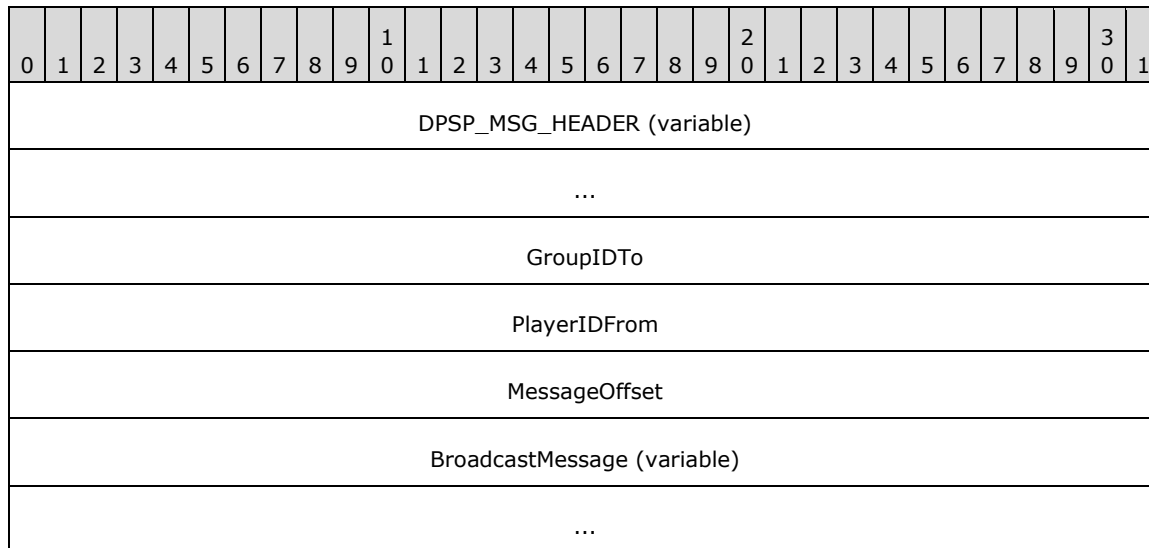 1 2 3
0 1 2 3 4 5 6 7 8 9 0 1 2 3 4 5 6 7 8 9 0 1 2 3 4 5 6 7 8 9 0 1
DPSP_MSG_HEADER (variable)
...
GroupIDTo
PlayerIDFrom
MessageOffset
BroadcastMessage (variable)
...